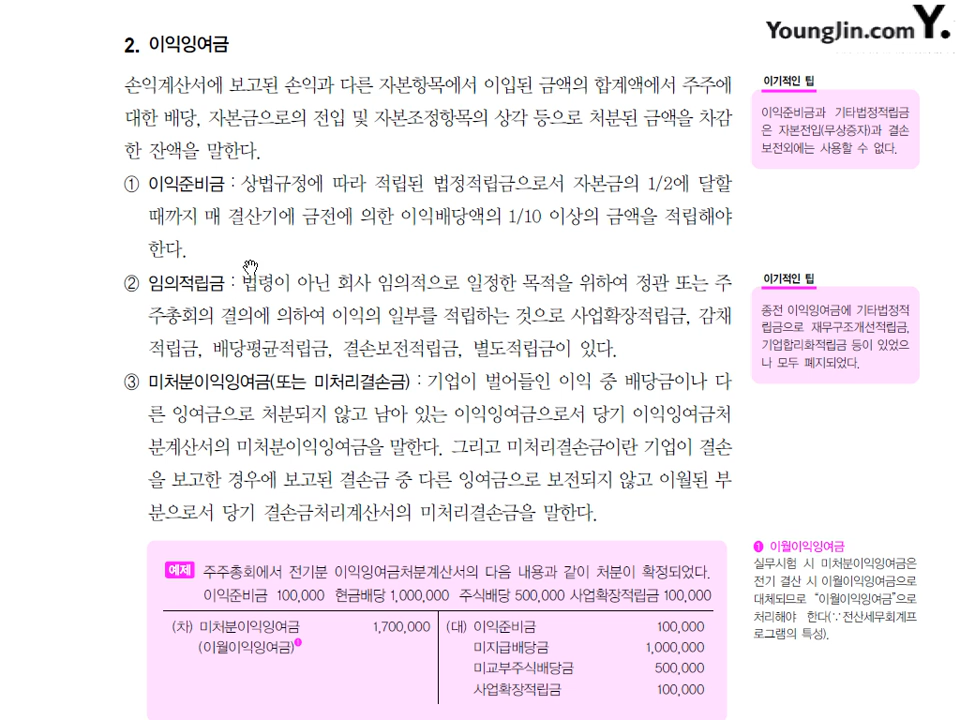 YoungJin.com Y.
2. 이익잉여금
손익계산서에 보고된 손익과 다른 자본항목에서 이입된 금액의 합계액에서 주주에
대한 배당, 자본금으로의 전입 및 자본조정항목의 상각 등으로 처분된 금액을 차감
한 잔액을 말한다.
① 이익준비금 : 상법규정에 따라 적립된 법정적립금으로서 자본금의 1/2에 달할
때까지 매 결산기에 금전에 의한 이익배당액의 1/10 이상의 금액을 적립해야
한다.
② 임의적립금 : 법령이 아닌 회사 임의적으로 일정한 목적을 위하여 정관 또는 주
주총회의 결의에 의하여 이익의 일부를 적립하는 것으로 사업확장적립금, 감채
적립금, 배당평균적립금, 결손보전적립금, 별도적립금이 있다.
③ 미처분이익잉여금(또는 미처리결손금) : 기업이 벌어들인 이익 중 배당금이나 다
른 잉여금으로 처분되지 않고 남아 있는 이익잉여금으로서 당기 이익잉여금처
분계산서의 미처분이익잉여금을 말한다. 그리고 미처리결손금이란 기업이 결손
을 보고한 경우에 보고된 결손금 중 다른 잉여금으로 보전되지 않고 이월된 부
분으로서 당기 결손금처리계산서의 미처리결손금을 말한다.
이기적인 팁
이익준비금과 기타법정적립금
은 자본전입(무상증자)과 결손
보전외에는 사용할 수 없다.
이기적인 팁
종전 이익잉여금에 기타법정적
립금으로 재무구조개선적립금,
기업합리화적립금 등이 있었으
나 모두 폐지되었다.
예제 주주총회에서 전기분 이익잉여금처분계산서의 다음 내용과 같이 처분이 확정되었다.
이익준비금 100,000 현금배당 1,000,000 주식배당 500,000 사업확장적립금 100,000
(차) 미처분이익잉여금 1,700,000 (대) 이익준비금 100,000
(이월이익잉여금)❶ 미지급배당금 1,000,000
미교부주식배당금 500,000
사업확장적립금 100,000
❶ 이월이익잉여금
실무시험 시 미처분이익잉여금은
전기 결산 시 이월이익잉여금으로
대체되므로 “이월이익잉여금”으로
처리해야 한다(∵전산세무회계프
로그램의 특성).